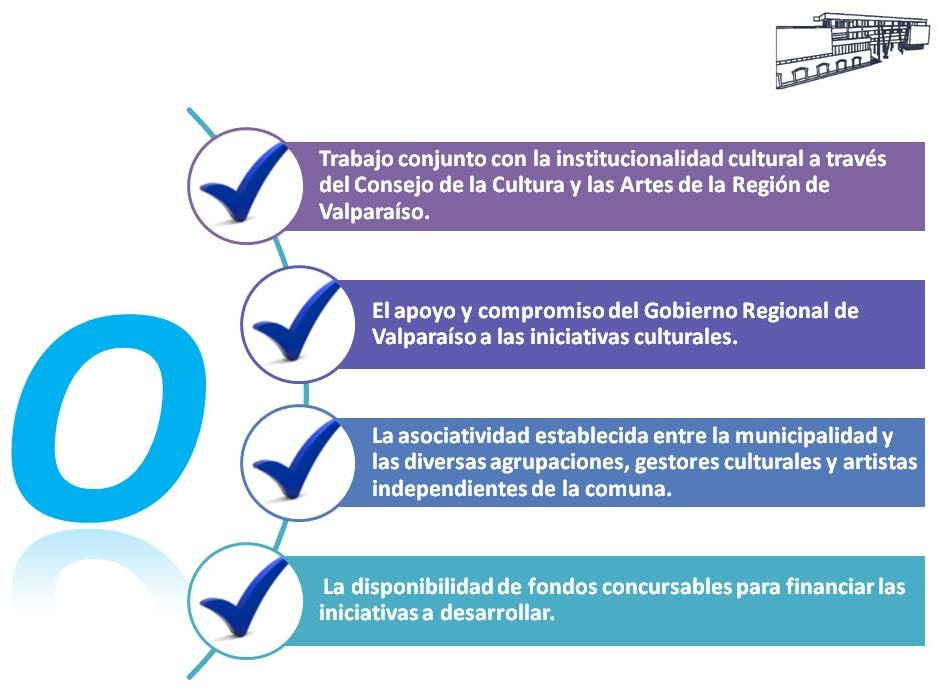 Trabajo conjunto con la institucionalidad cultural a través
del Consejo de la Cultura y las Artes de la Región de
Valparaíso.
El apoyo y compromiso del Gobierno Regional de
Valparaíso a las iniciativas culturales.
O
La asociatividad establecida entre la municipalidad y
las diversas agrupaciones, gestores culturales y artistas
independientes de la comuna.
La disponibilidad de fondos concursables para financiar las
iniciativas a desarrollar.